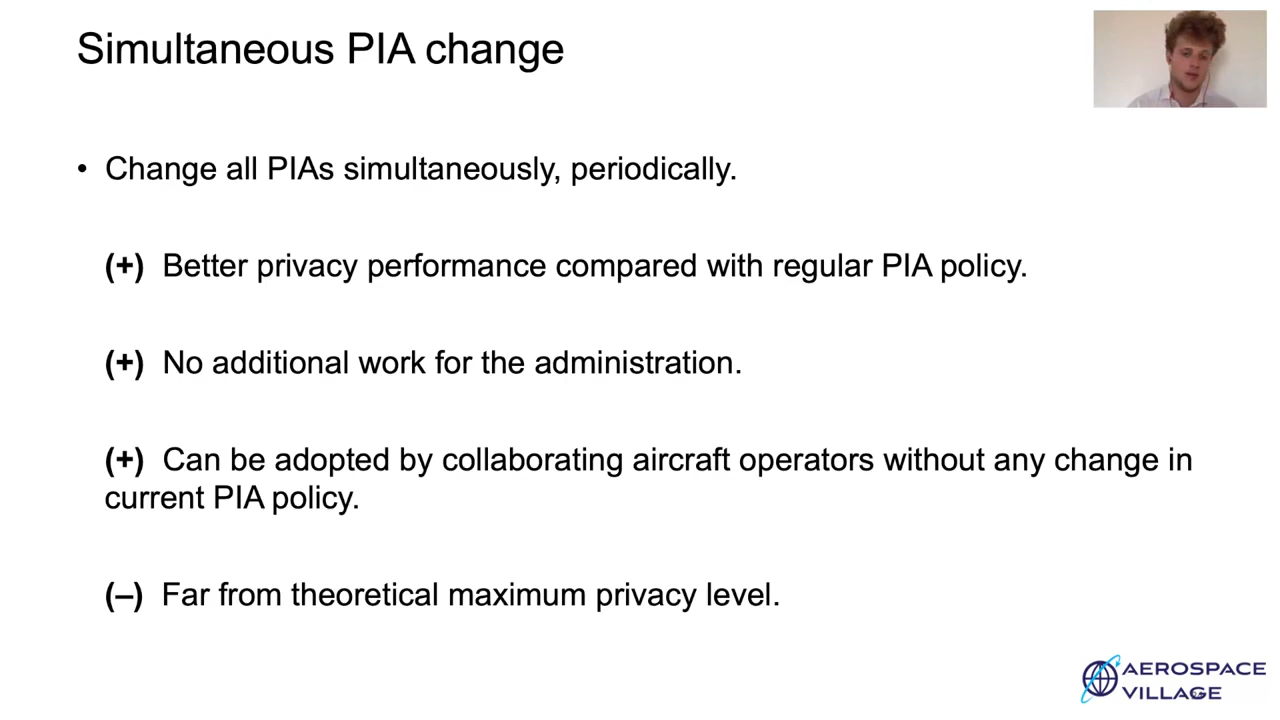 Simultaneous PIA change
• Change all PIAs simultaneously, periodically.
(+) Better privacy performance compared with regular PIA policy.
(+) No additional work for the administration.
(+) Can be adopted by collaborating aircraft operators without any change in
current PIA policy.
(–) Far from theoretical maximum privacy level.
AEROSPACE
VILLAGE